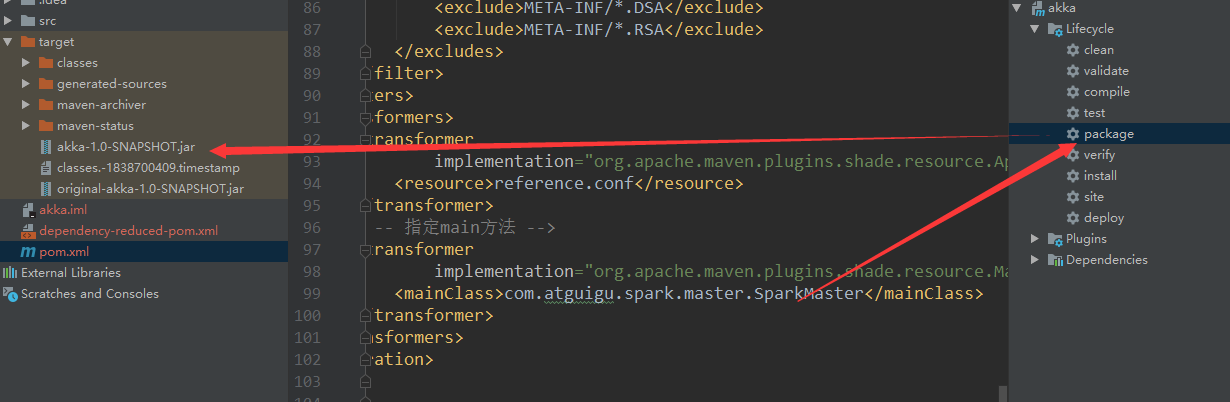 .idea
src
target
classes
generated-sources
maven-archiver
maven-status
akka-1.0-SNAPSHOT.jar
classes.-1838700409.timestamp
original-akka-1.0-SNAPSHOT.jar
akka.iml
dependency-reduced-pom.xml
pom.xml
External Libraries
Scratches and Consoles
86 <exclude>META-INF/*.DSA</exclude>
87 <exclude>META-INF/*.RSA</exclude>
88 </excludes>
89 filter>
90 ers>
91 sformers>
92 ransformer
93 implementation="org.apache.maven.plugins.shade.resource.Ap
94 <resource>reference.conf</resource>
95 transformer>
96 -- 指定main方法 -->
97 ransformer
98 implementation="org.apache.maven.plugins.shade.resource.Ma
99 <mainClass>com.atguigu.spark.master.SparkMaster</mainClass>
100 transformer>
101 sformers>
102 ration>
103
akka
Lifecycle
clean
validate
compile
test
package
verify
install
site
deploy
Plugins
Dependencies